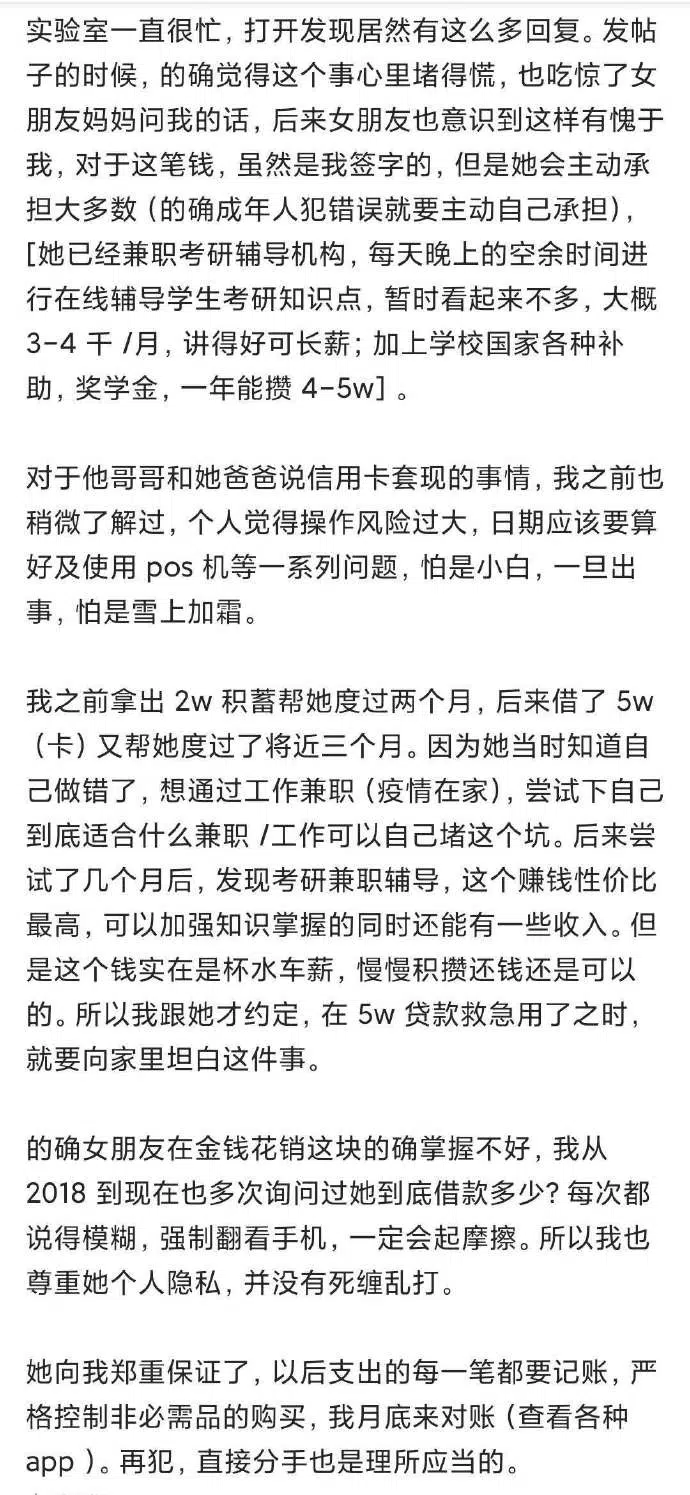 实验室一直很忙，打开发现居然有这么多回复。发帖
子的时候，的确觉得这个事心里堵得慌，也吃惊了女
朋友妈妈问我的话，后来女朋友也意识到这样有愧于
我，对于这笔钱，虽然是我签字的，但是她会主动承
担大多数（的确成年人犯错误就要主动自己承担），
[她已经兼职考研辅导机构，每天晚上的空余时间进
行在线辅导学生考研知识点，暂时看起来不多，大概
3-4 千 /月，讲得好可长薪；加上学校国家各种补
助，奖学金，一年能攒 4-5w] 。
对于他哥哥和她爸爸说信用卡套现的事情，我之前也
稍微了解过，个人觉得操作风险过大，日期应该要算
好及使用 pos 机等一系列问题，怕是小白，一旦出
事，怕是雪上加霜。
我之前拿出 2w 积蓄帮她度过两个月，后来借了 5w
（卡）又帮她度过了将近三个月。因为她当时知道自
己做错了，想通过工作兼职（疫情在家），尝试下自己
到底适合什么兼职 /工作可以自己堵这个坑。后来尝
试了几个月后，发现考研兼职辅导，这个赚钱性价比
最高，可以加强知识掌握的同时还能有一些收入。但
是这个钱实在是杯水车薪，慢慢积攒还钱还是可以
的。所以我跟她才约定，在 5w 贷款救急用了之时，
就要向家里坦白这件事。
的确女朋友在金钱花销这块的确掌握不好，我从
2018 到现在也多次询问过她到底借款多少？每次都
说得模糊，强制翻看手机，一定会起摩擦。所以我也
尊重她个人隐私，并没有死缠乱打。
她向我郑重保证了，以后支出的每一笔都要记账，严
格控制非必需品的购买，我月底来对账（查看各种
app ）。再犯，直接分手也是理所应当的。